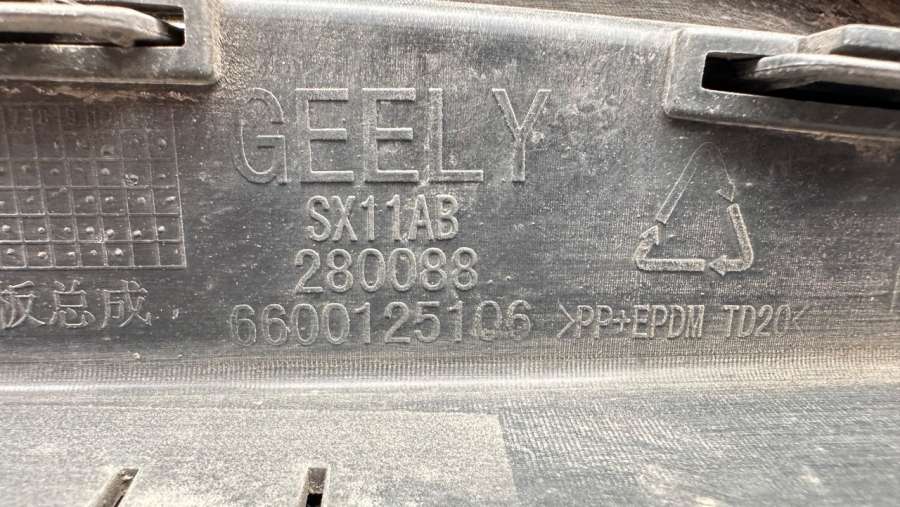 GEELY
SX11AB
280088
板总成
6600125106 >PP+EPDM TD20<